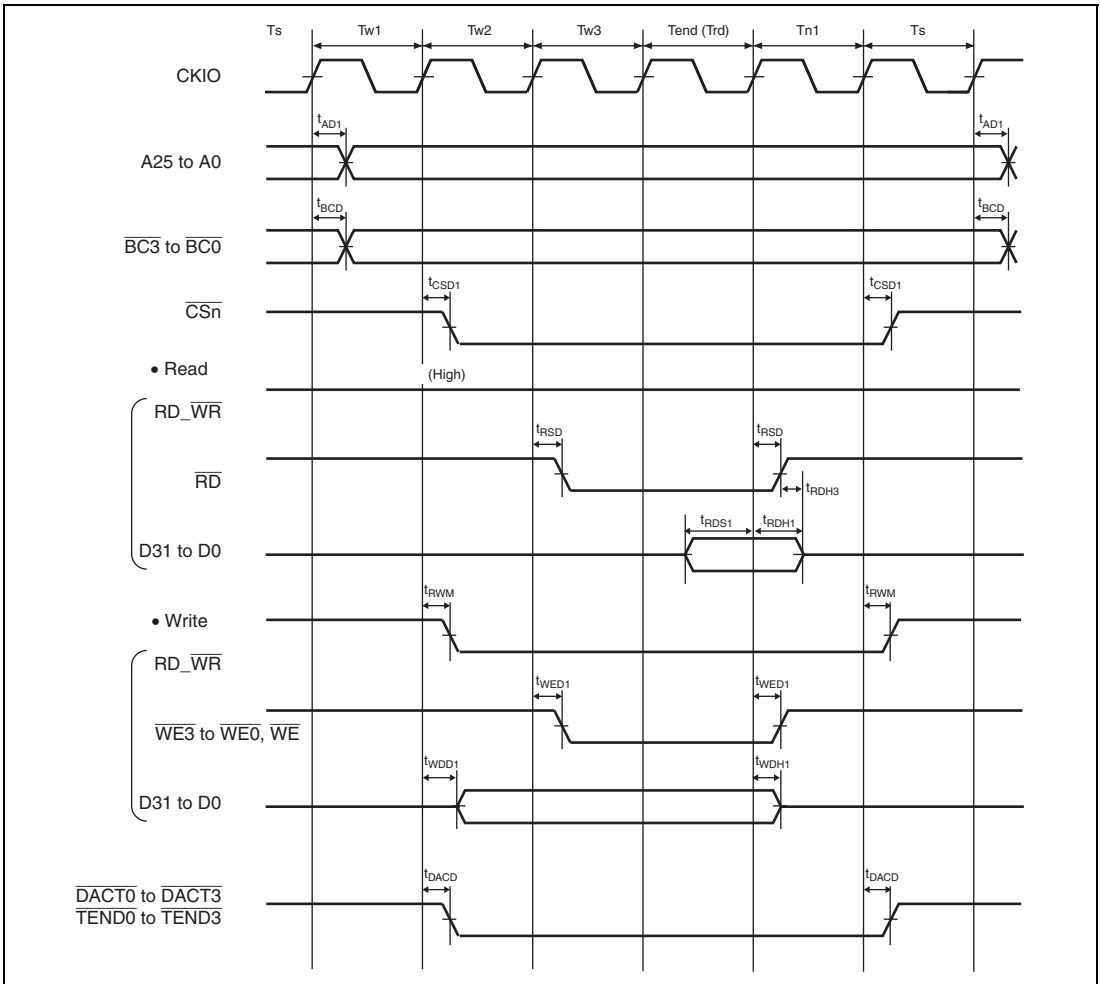 Ts Tw1 Tw2 Tw3 Tend (Trd) Tn1 Ts
CKIO
tAD1 tAD1
A25 to A0
tBCD tBCD
BC3 to BC0
tCSD1 tCSD1
CSn
• Read
(High)
RD_WR
tRSD tRSD
RD
tRDH3
tRDS1 tRDH1
D31 to D0
tRWM tRWM
• Write
RD_WR
tWED1 tWED1
WE3 to WE0, WE
tWDD1 tWDH1
D31 to D0
tDACD tDACD
DACT0 to DACT3
TEND0 to TEND3